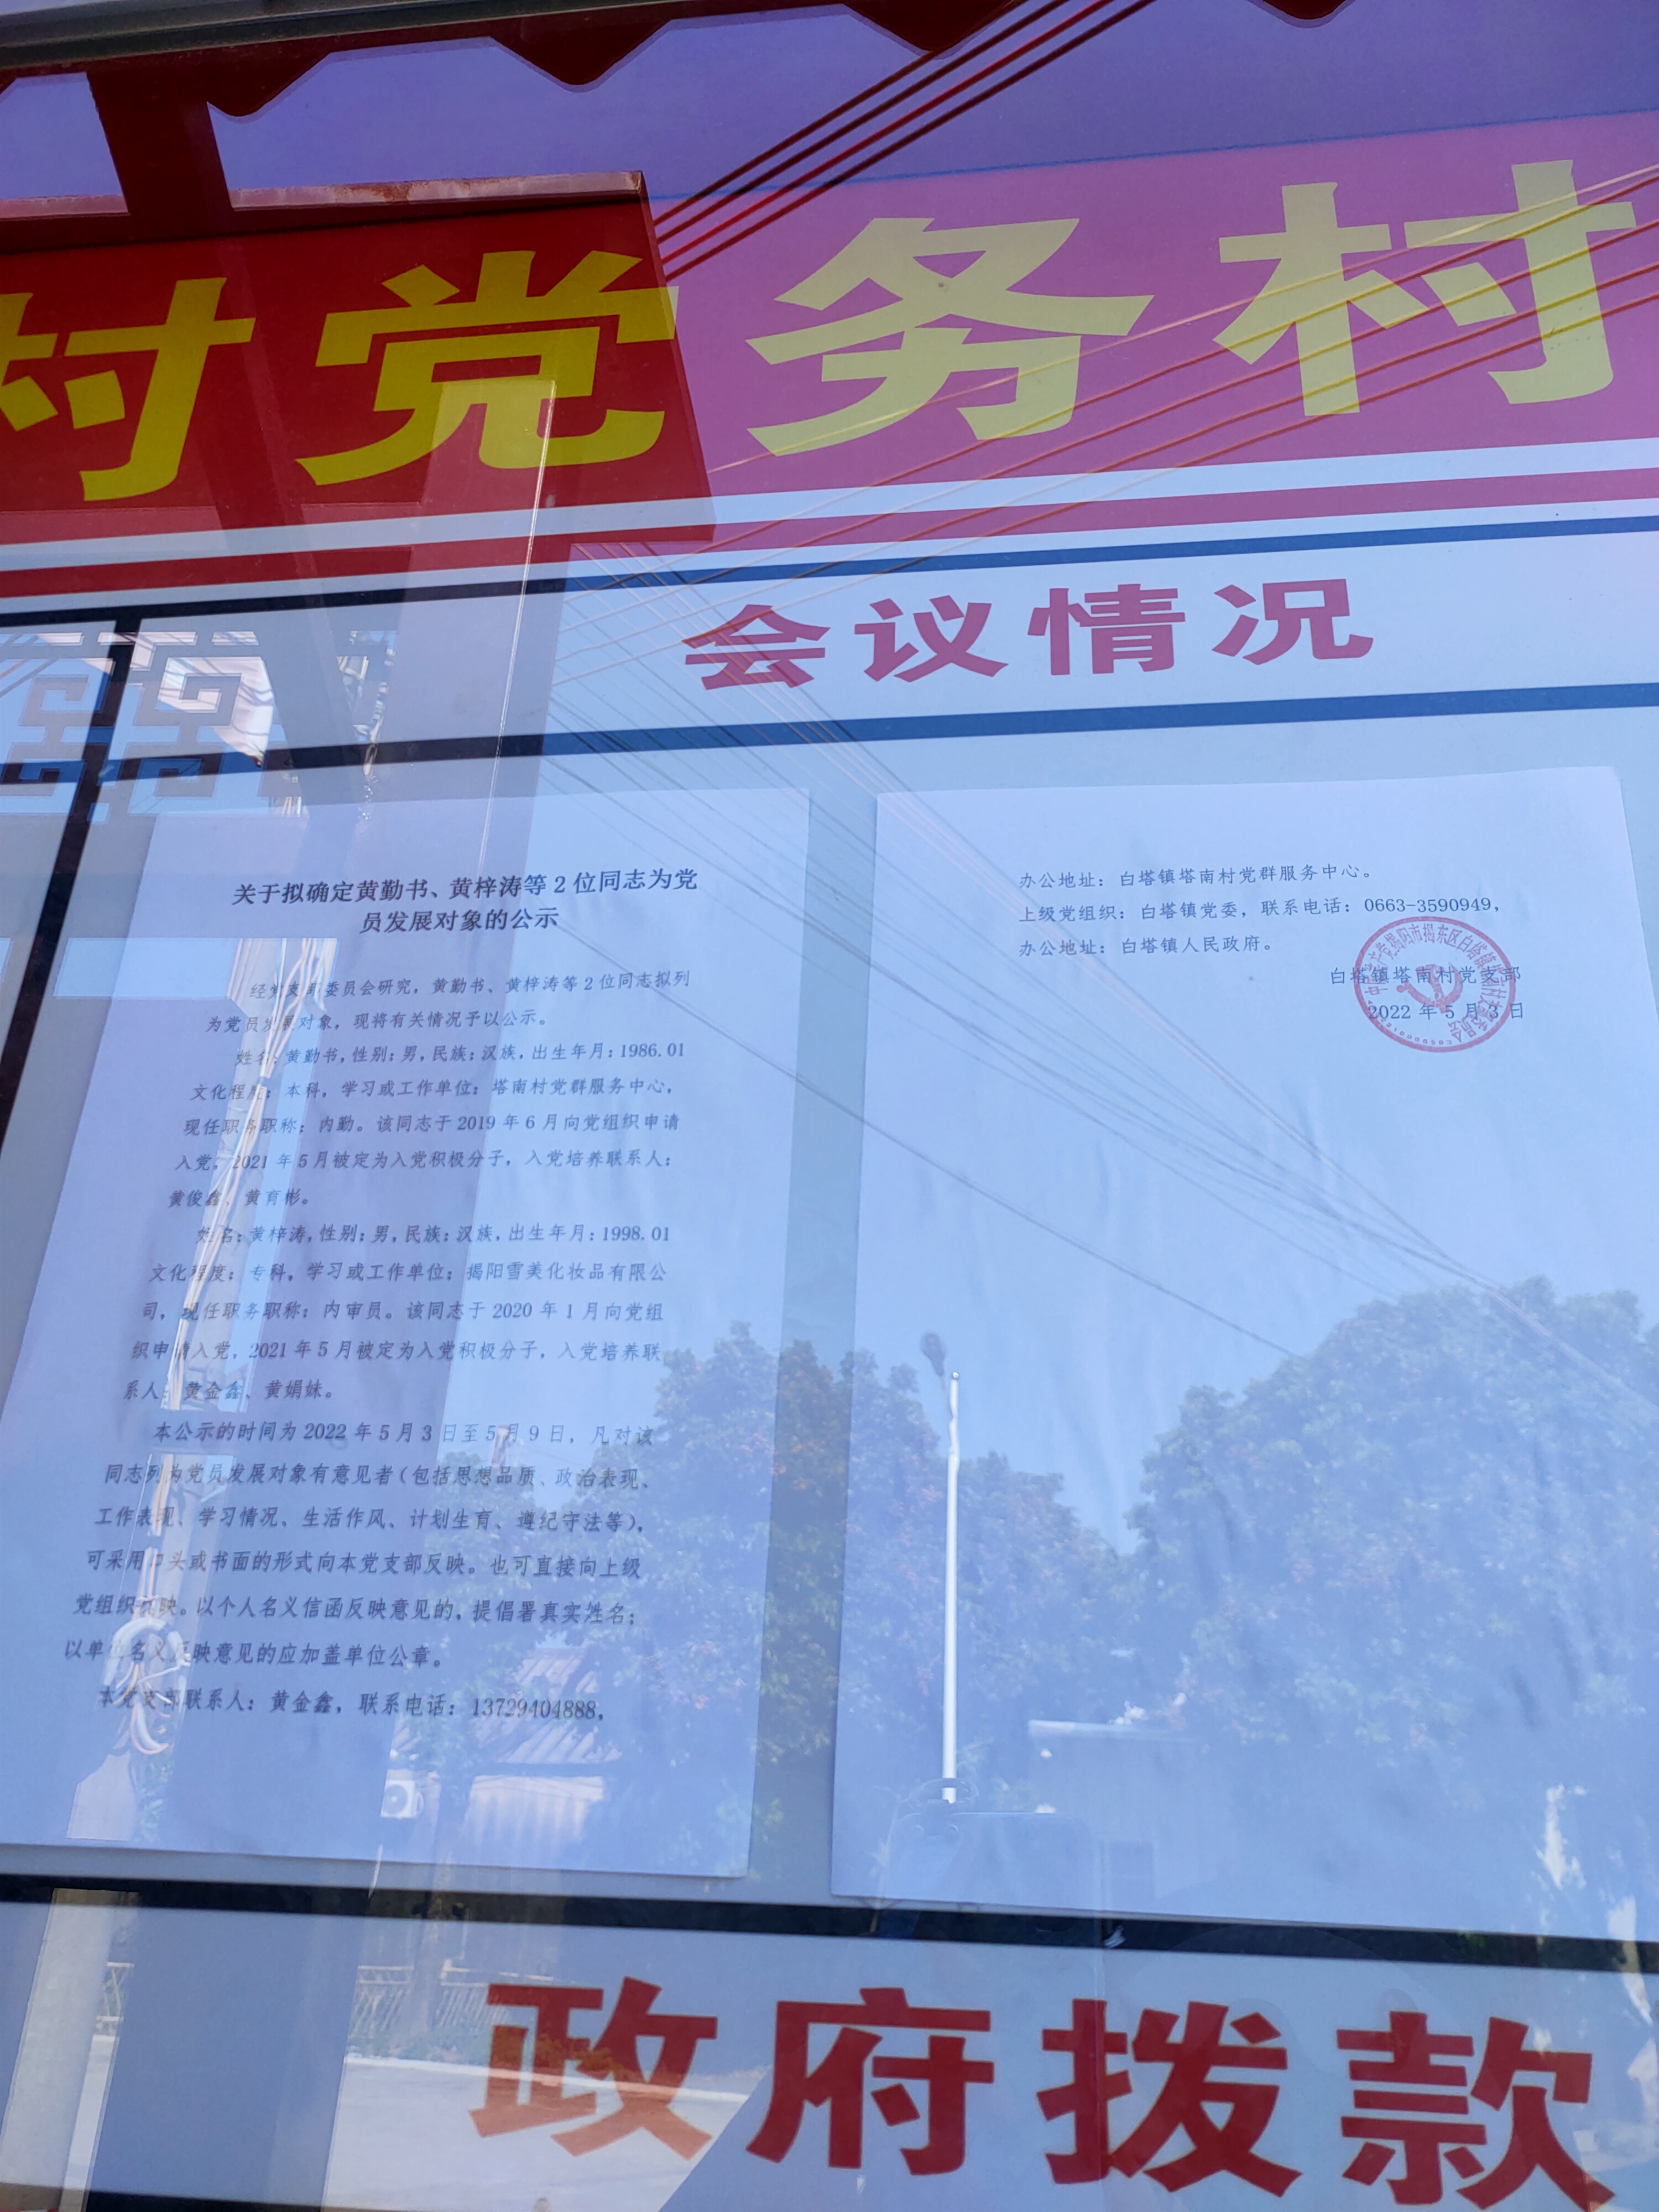 村党务村
会议情况
关于拟确定黄勤书、黄梓涛等2位同志为党
员发展对象的公示
经党支部委员会研究，黄勤书、黄梓涛等2位同志拟列
为党员发展对象，现将有关情况予以公示。
姓名：黄勤书，性别：男，民族：汉族，出生年月：1986.01
文化程度：本科，学习或工作单位：塔南村党群服务中心，
现任职务职称：内勤。该同志于2019年6月向党组织申请
入党，2021年5月被定为入党积极分子，入党培养联系人：
黄俊鑫、黄育彬。
姓名：黄梓涛，性别：男，民族：汉族，出生年月：1998.01
文化程度：专科，学习或工作单位：揭阳雪美化妆品有限公
司，现任职务职称：内审员。该同志于2020年1月向党组
织申请入党，2021年5月被定为入党积极分子，入党培养联
系人：黄金鑫、黄娟妹。
本公示的时间为2022年5月3日至5月9日，凡对该
同志列为党员发展对象有意见者（包括思想品质、政治表现、
工作表现、学习情况、生活作风、计划生育、遵纪守法等），
可采用口头或书面的形式向本党支部反映。也可直接向上级
党组织反映。以个人名义信函反映意见的，提倡署真实姓名；
以单位名义反映意见的应加盖单位公章。
本党支部联系人：黄金鑫，联系电话：13729404888，
办公地址：白塔镇塔南村党群服务中心。
上级党组织：白塔镇党委，联系电话：0663-3590949，
办公地址：白塔镇人民政府。
白塔镇塔南村党支部
2022年5月3日
政府拨款